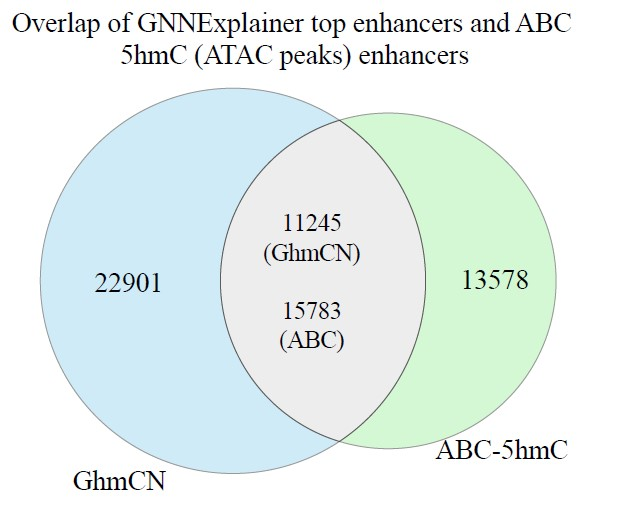 Overlap of GNNExplainer top enhancers and ABC
5hmC (ATAC peaks) enhancers
11245
(GhmCN)
22901
13578
15783
(ABC)
ABC-5hmC
GhmCN